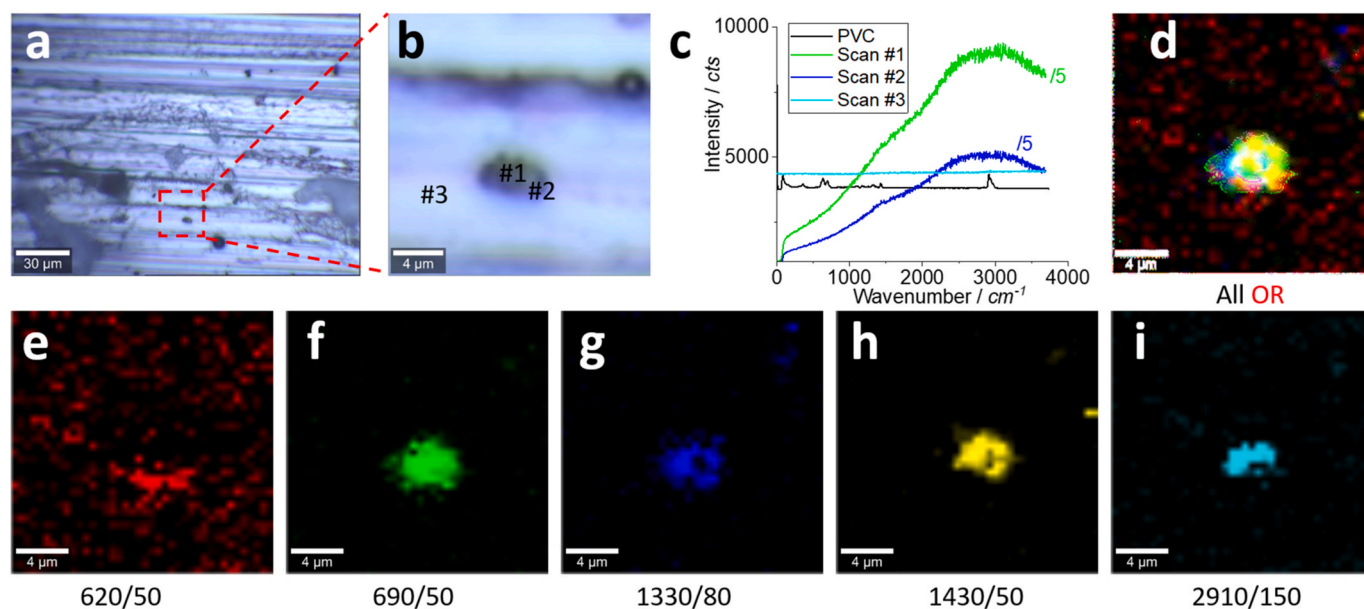 a
30 µm
b
#1
#2
#3
4 µm
c
10000
5000
Intensity / cts
PVC
Scan #1
Scan #2
Scan #3
/5
/5
0
1000
2000
3000
4000
Wavenumber / cm-1
d
4 µm
All OR
e
4 µm
620/50
f
4 µm
690/50
g
4 µm
1330/80
h
4 µm
1430/50
i
4 µm
2910/150